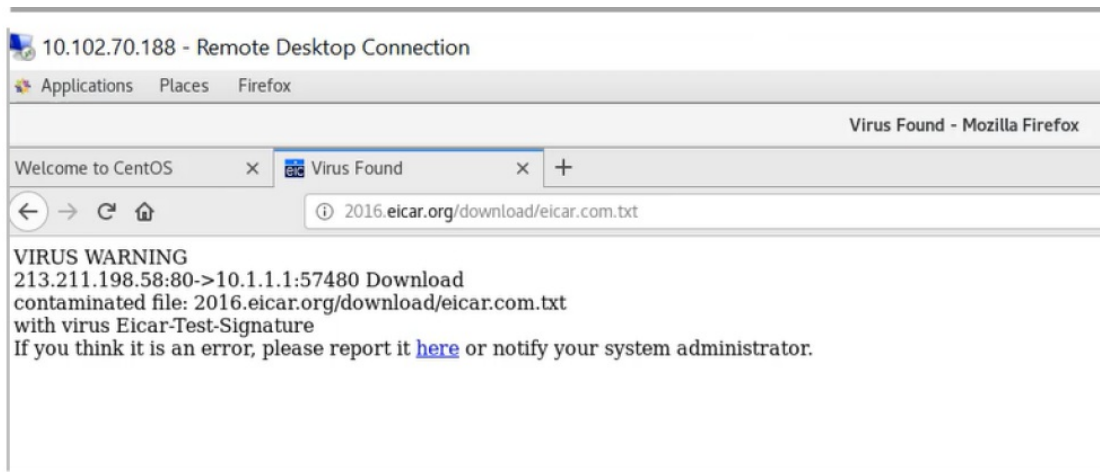 10.102.70.188 - Remote Desktop Connection
Applications Places Firefox
Virus Found - Mozilla Firefox
Welcome to CentOS × eic Virus Found × +
2016.eicar.org/download/eicar.com.txt
VIRUS WARNING
213.211.198.58:80->10.1.1.1:57480 Download
contaminated file: 2016.eicar.org/download/eicar.com.txt
with virus Eicar-Test-Signature
If you think it is an error, please report it here or notify your system administrator.